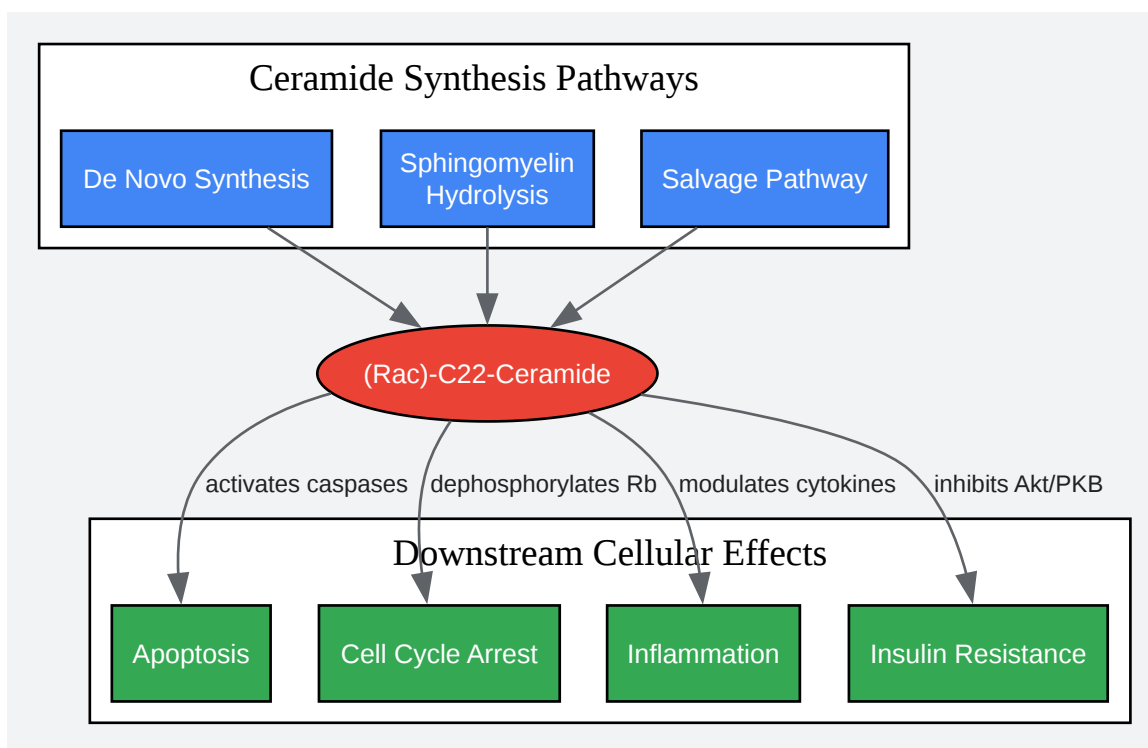 Ceramide Synthesis Pathways
De Novo Synthesis
Sphingomyelin
Hydrolysis
Salvage Pathway
(Rac)-C22-Ceramide
activates caspases
dephosphorylates Rb
modulates cytokines
inhibits Akt/PKB
Downstream Cellular Effects
Apoptosis
Cell Cycle Arrest
Inflammation
Insulin Resistance